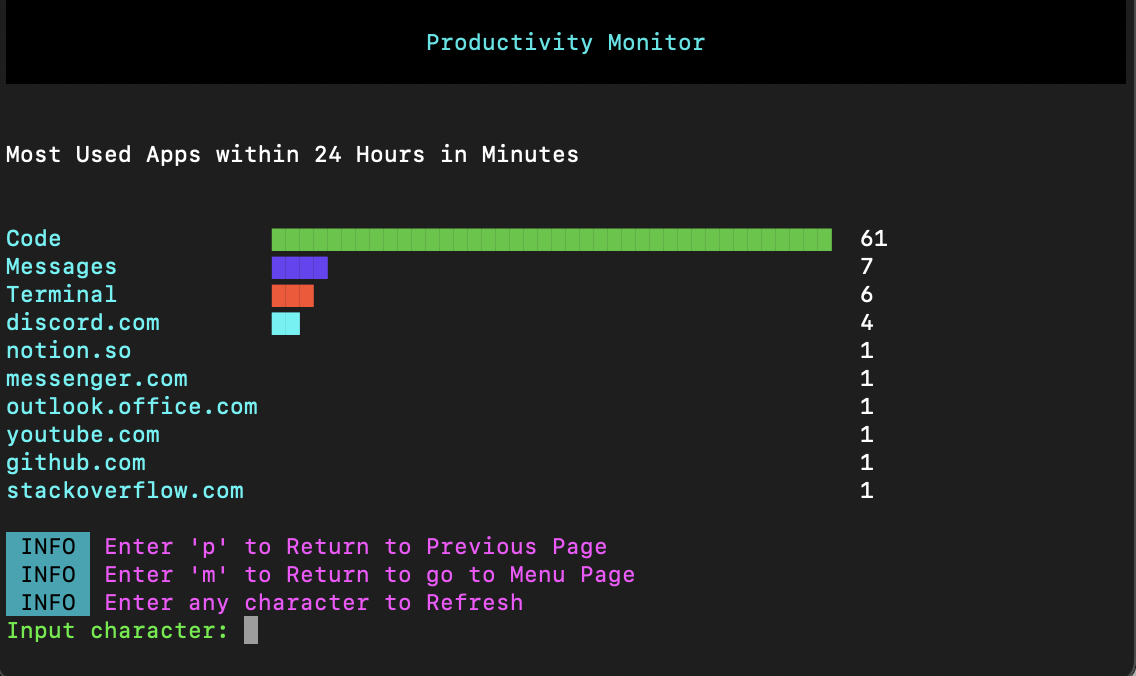 Productivity Monitor
Most Used Apps within 24 Hours in Minutes
Code 61
Messages 7
Terminal 6
discord.com 4
notion.so 1
messenger.com 1
outlook.office.com 1
youtube.com 1
github.com 1
stackoverflow.com 1
INFO Enter 'p' to Return to Previous Page
INFO Enter 'm' to Return to go to Menu Page
INFO Enter any character to Refresh
Input character: